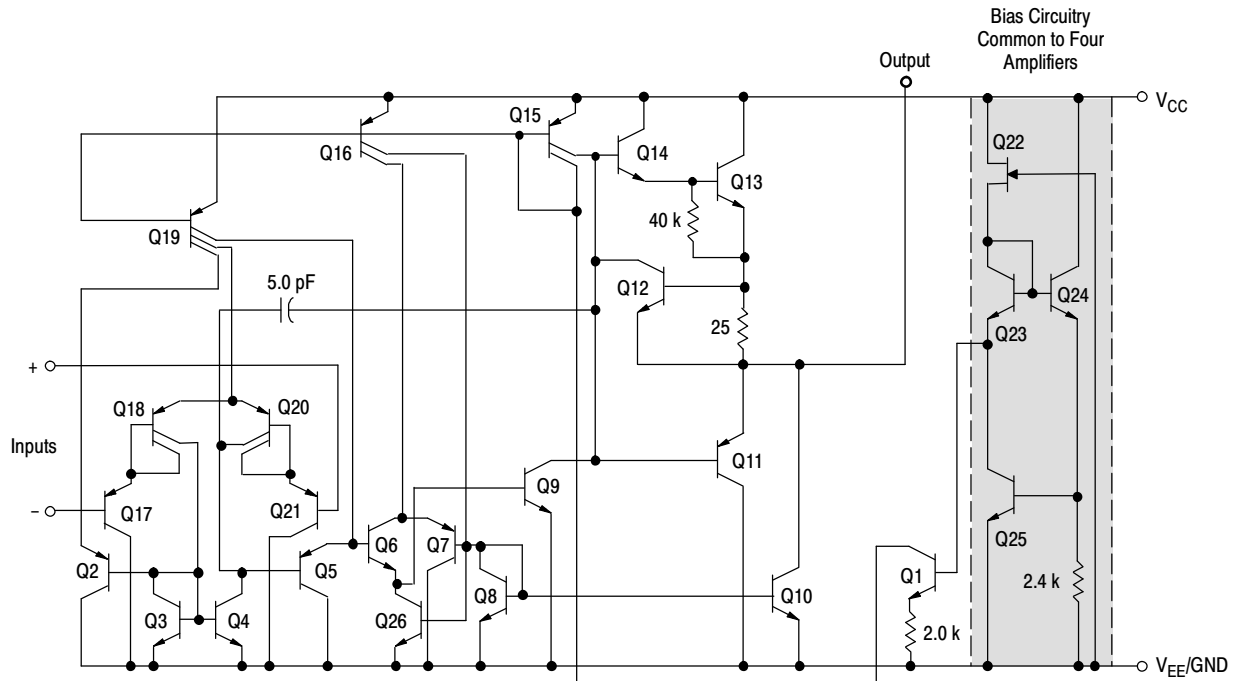 Bias Circuitry
Common to Four
Amplifiers
Output
V_CC
Q15
Q22
Q16
Q14
Q13
Q19
40 k
5.0 pF
Q12
Q24
25
Q23
+
Q18
Q20
Inputs
Q11
Q9
−
Q17
Q21
Q25
Q2
Q5
Q6
Q7
Q1
2.4 k
Q3
Q4
Q26
Q8
Q10
2.0 k
V_EE/GND